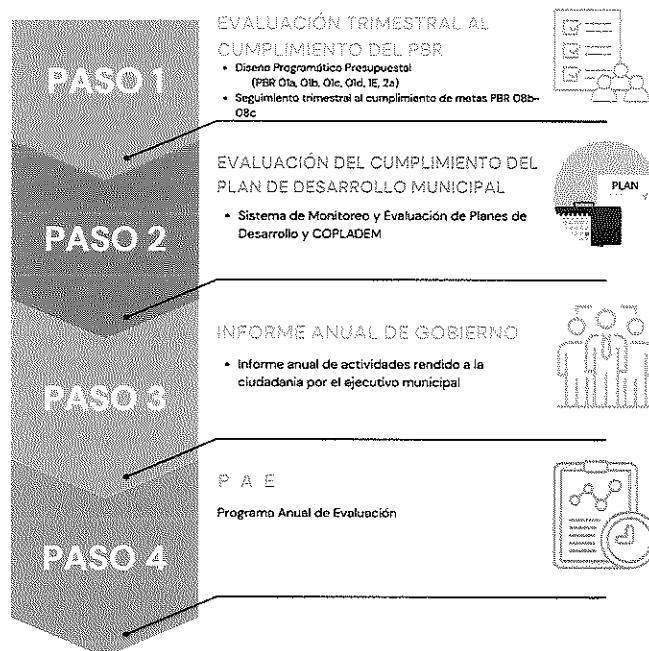 PASO 1
EVALUACIÓN TRIMESTRAL AL
CUMPLIMIENTO DEL PBR
• Diseño Programático Presupuestal
(PBR 01a, 01b, 01c, 01d, 1E, 2a)
• Seguimiento trimestral al cumplimiento de metas PBR 08b-
08c
PASO 2
EVALUACIÓN DEL CUMPLIMIENTO DEL
PLAN DE DESARROLLO MUNICIPAL
• Sistema de Monitoreo y Evaluación de Planes de
Desarrollo y COPLADEM
PLAN
PASO 3
INFORME ANUAL DE GOBIERNO
• Informe anual de actividades rendido a la
ciudadanía por el ejecutivo municipal
PASO 4
P A E
Programa Anual de Evaluación